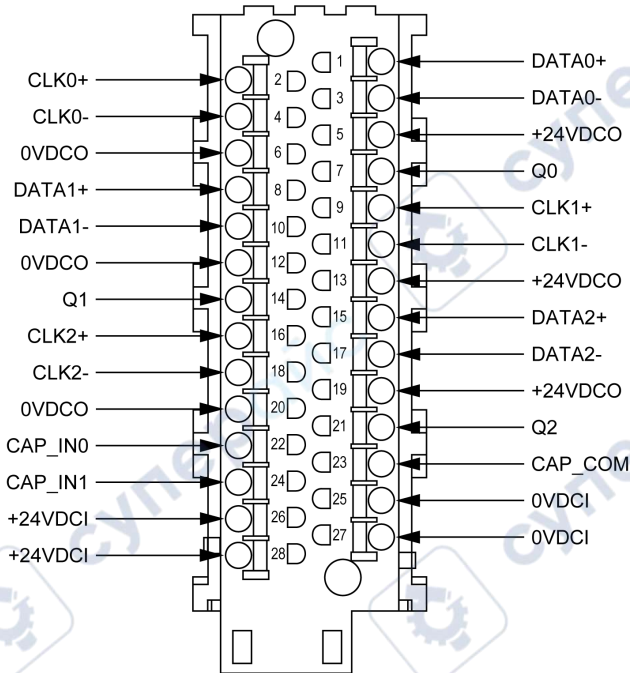 1 DATA0+
CLK0+ 2
3 DATA0-
CLK0- 4
5 +24VDCO
0VDCO 6
7 Q0
DATA1+ 8
9 CLK1+
DATA1- 10
11 CLK1-
0VDCO 12
13 +24VDCO
Q1 14
15 DATA2+
CLK2+ 16
17 DATA2-
CLK2- 18
19 +24VDCO
0VDCO 20
21 Q2
CAP_IN0 22
23 CAP_COM
CAP_IN1 24
25 0VDCI
+24VDCI 26
27 0VDCI
+24VDCI 28